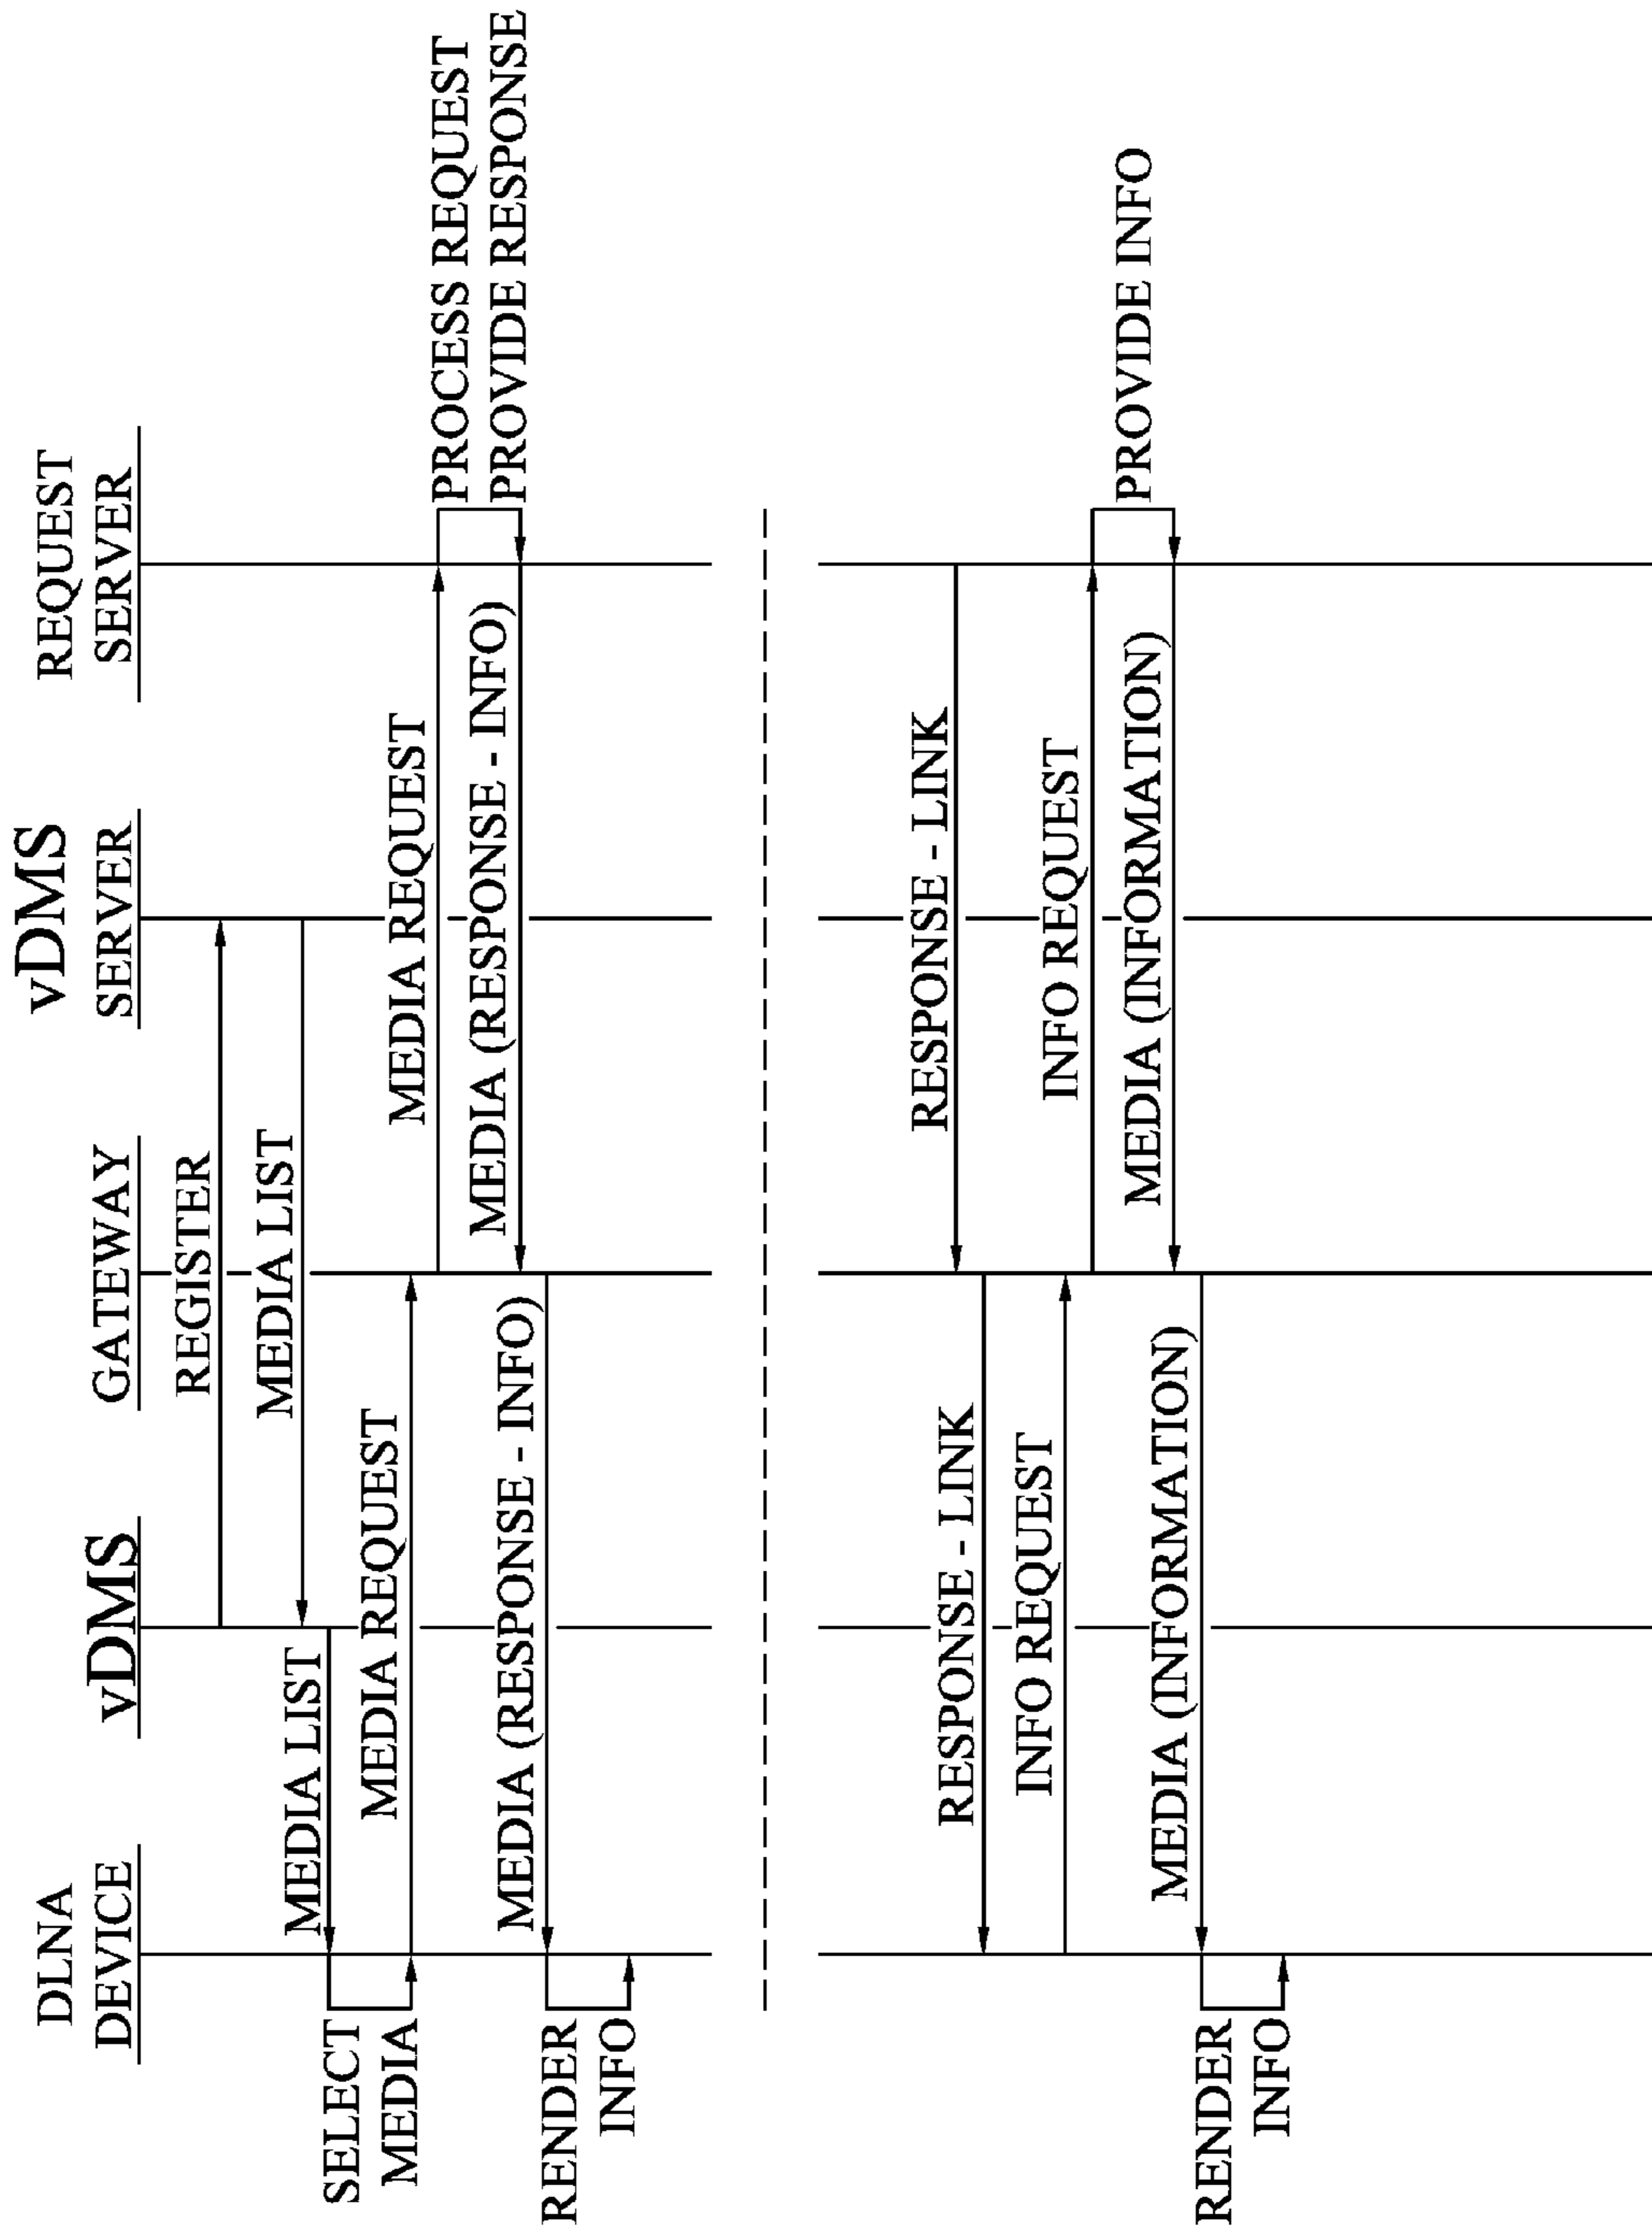 DLNA
DEVICE
vDMS
GATEWAY
vDMS
SERVER
REQUEST
SERVER
REGISTER
MEDIA LIST
MEDIA LIST
SELECT
MEDIA
MEDIA REQUEST
MEDIA REQUEST
PROCESS REQUEST
PROVIDE RESPONSE
MEDIA (RESPONSE - INFO)
MEDIA (RESPONSE - INFO)
RENDER
INFO
RESPONSE - LINK
RESPONSE - LINK
INFO REQUEST
INFO REQUEST
PROVIDE INFO
MEDIA (INFORMATION)
MEDIA (INFORMATION)
RENDER
INFO